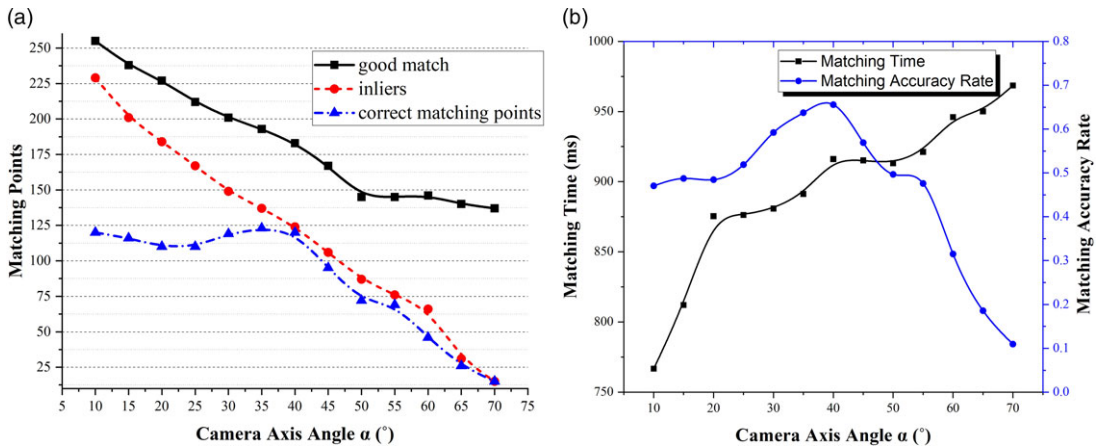 (a)
250
225
200
175
150
125
100
75
50
25
Matching Points
good match
inliers
correct matching points
5 10 15 20 25 30 35 40 45 50 55 60 65 70 75
Camera Axis Angle α (°)
(b)
1000
950
900
850
800
750
Matching Time (ms)
Matching Time
Matching Accuracy Rate
0.8
0.7
0.6
0.5
0.4
0.3
0.2
0.1
0.0
Matching Accuracy Rate
10 20 30 40 50 60 70
Camera Axis Angle α (°)